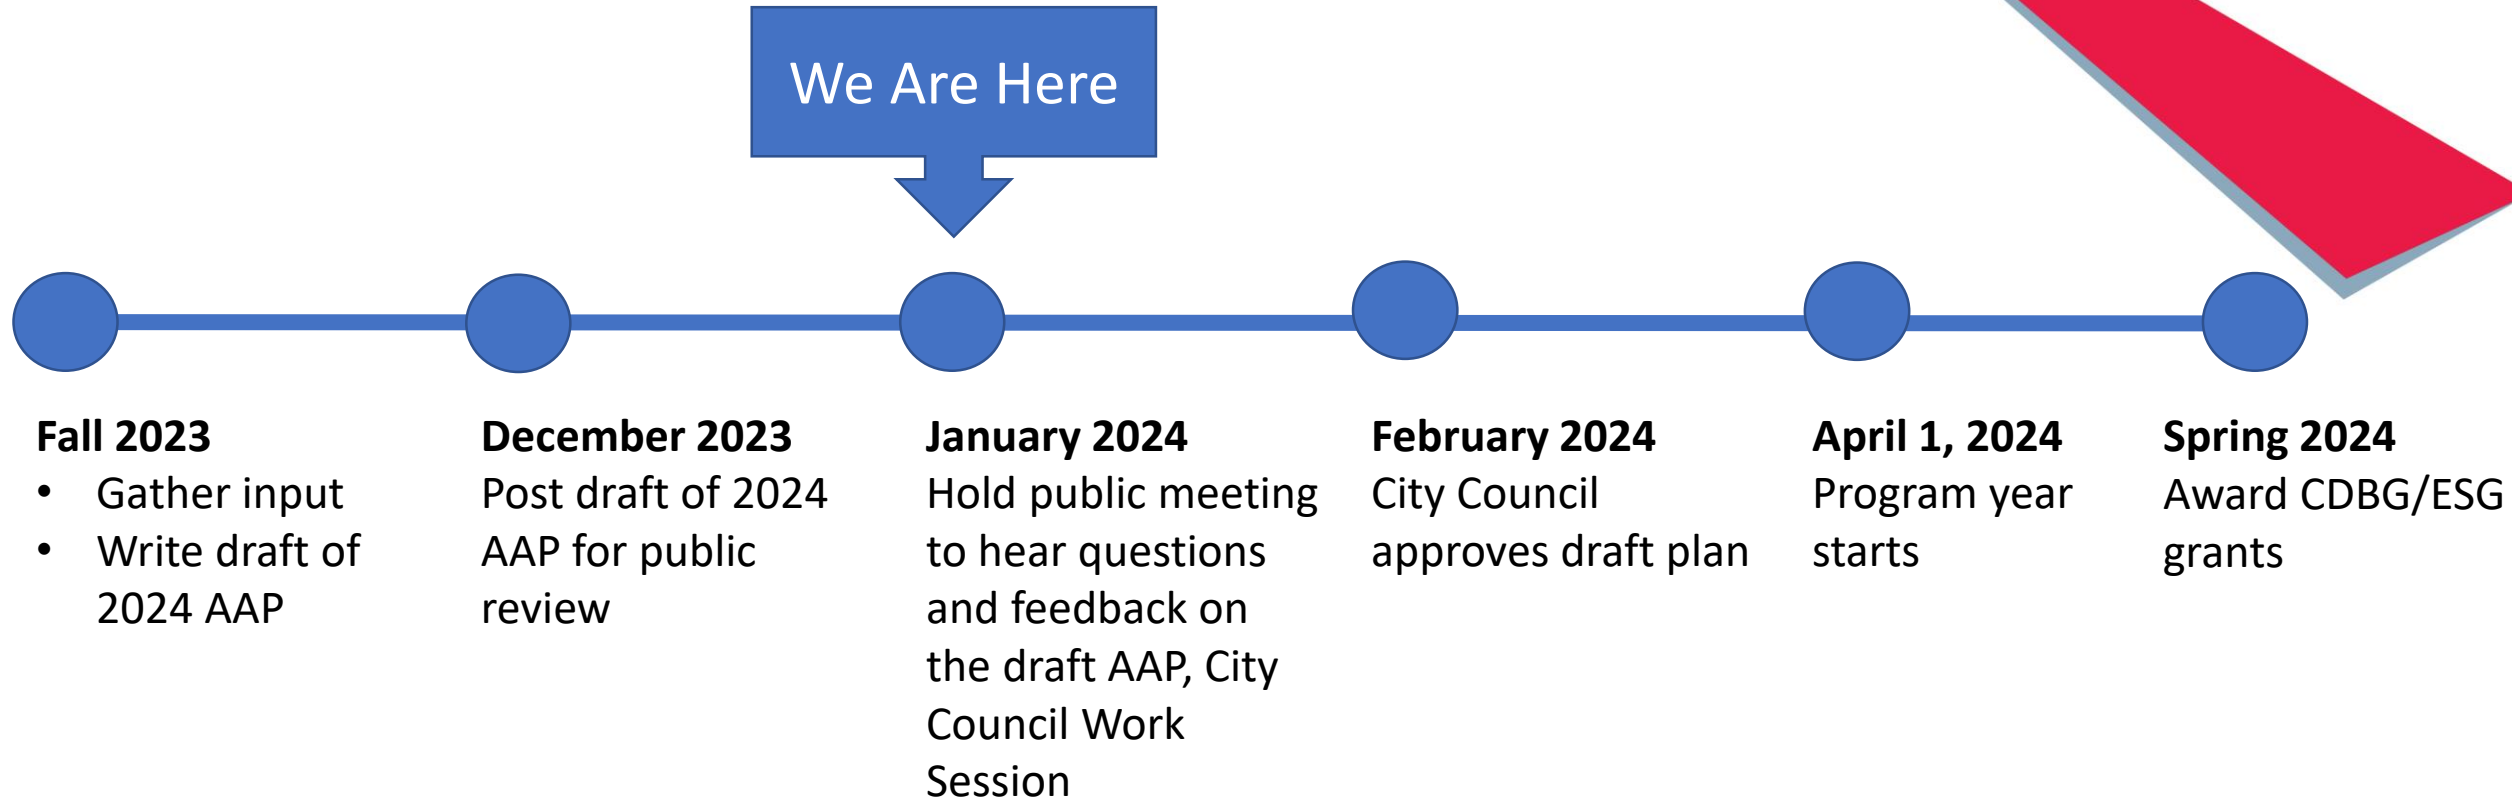 We Are Here
Fall 2023
• Gather input
• Write draft of
2024 AAP
December 2023
Post draft of 2024
AAP for public
review
January 2024
Hold public meeting
to hear questions
and feedback on
the draft AAP, City
Council Work
Session
February 2024
City Council
approves draft plan
April 1, 2024
Program year
starts
Spring 2024
Award CDBG/ESG
grants